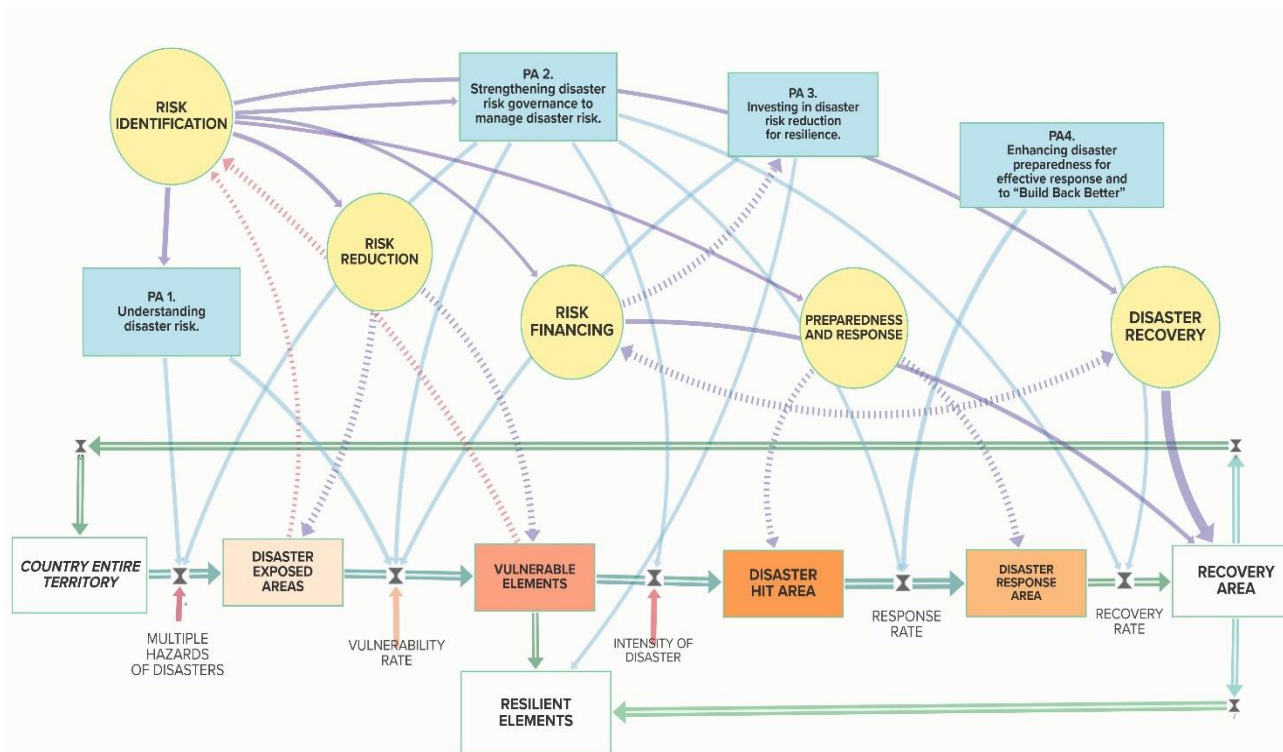 RISK
IDENTIFICATION
PA 2.
Strengthening disaster
risk governance to
manage disaster risk.
PA 3.
Investing in disaster
risk reduction
for resilience.
PA4.
Enhancing disaster
preparedness for
effective response and
to “Build Back Better”
RISK
REDUCTION
PA 1.
Understanding
disaster risk.
RISK
FINANCING
PREPAREDNESS
AND RESPONSE
DISASTER
RECOVERY
COUNTRY ENTIRE
TERRITORY
DISASTER
EXPOSED
AREAS
VULNERABLE
ELEMENTS
DISASTER
HIT AREA
DISASTER
RESPONSE
AREA
RECOVERY
AREA
MULTIPLE
HAZARDS
OF DISASTERS
VULNERABILITY
RATE
INTENSITY OF
DISASTER
RESPONSE
RATE
RECOVERY
RATE
RESILIENT
ELEMENTS